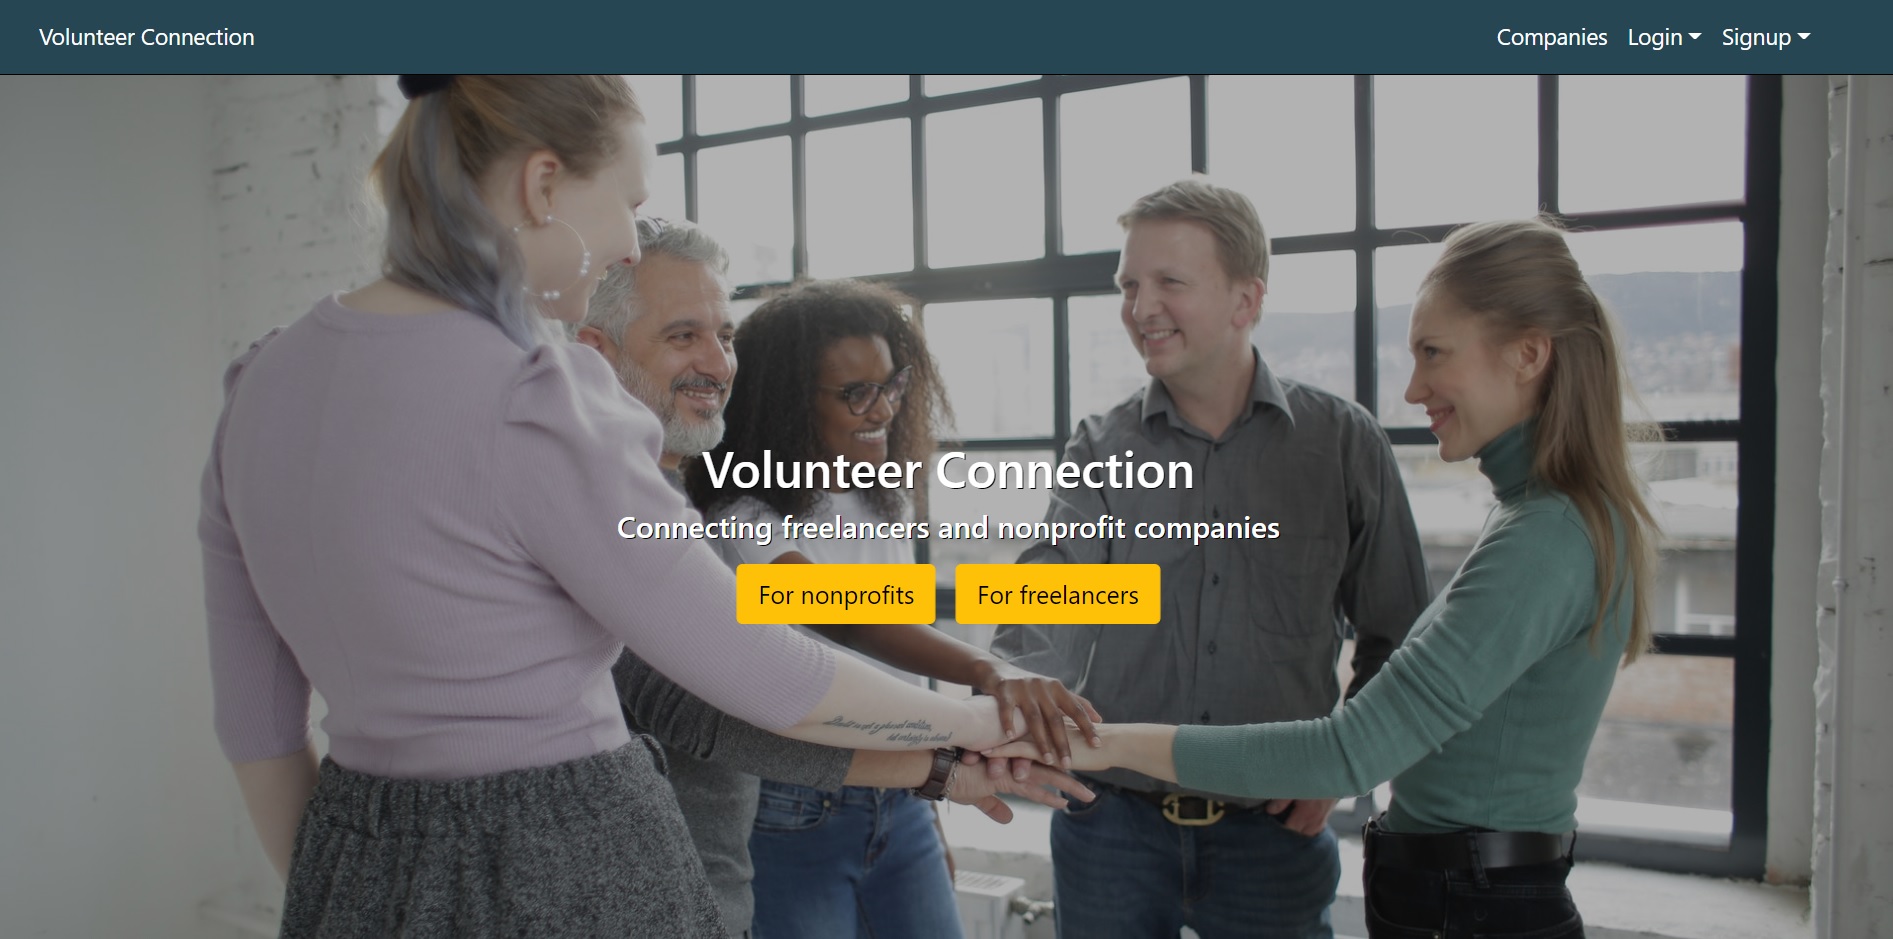 Volunteer Connection
Companies Login Signup
Volunteer Connection
Connecting freelancers and nonprofit companies
For nonprofits For freelancers